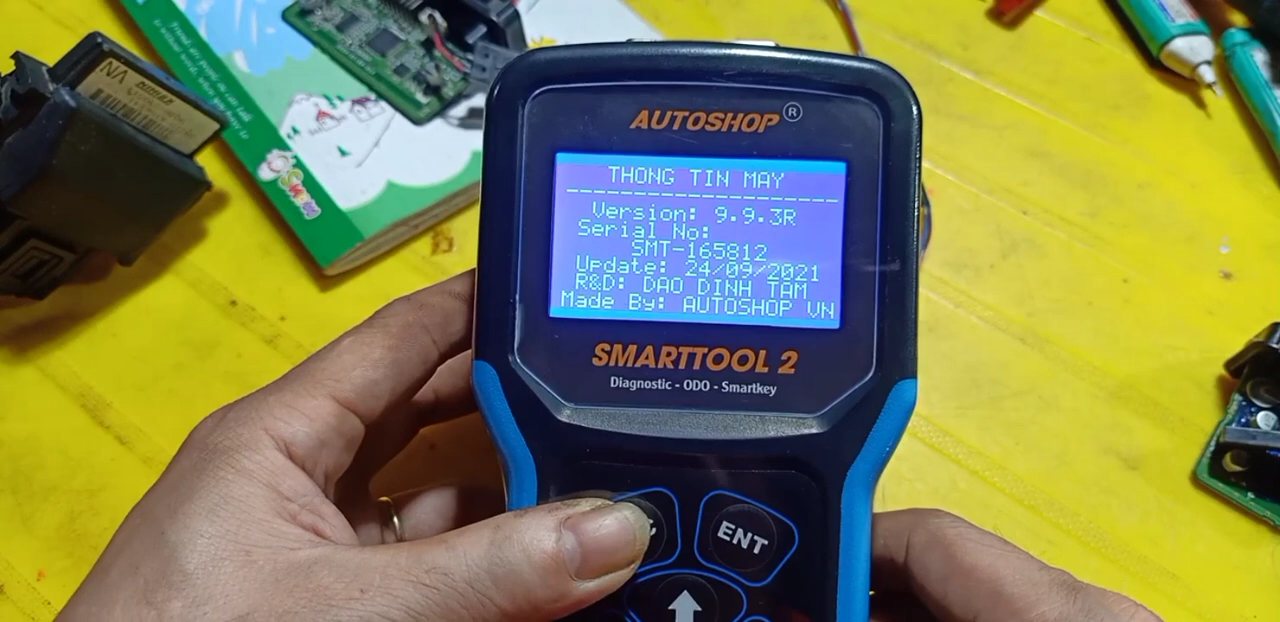 AUTOSHOP ®
THONG TIN MAY
--------------------
Version: 9.9.3R
Serial No:
SMT-165812
Update: 24/09/2021
R&D: DAO DINH TAM
Made By: AUTOSHOP VN
SMARTTOOL 2
Diagnostic - ODO - Smartkey
ENT
NA